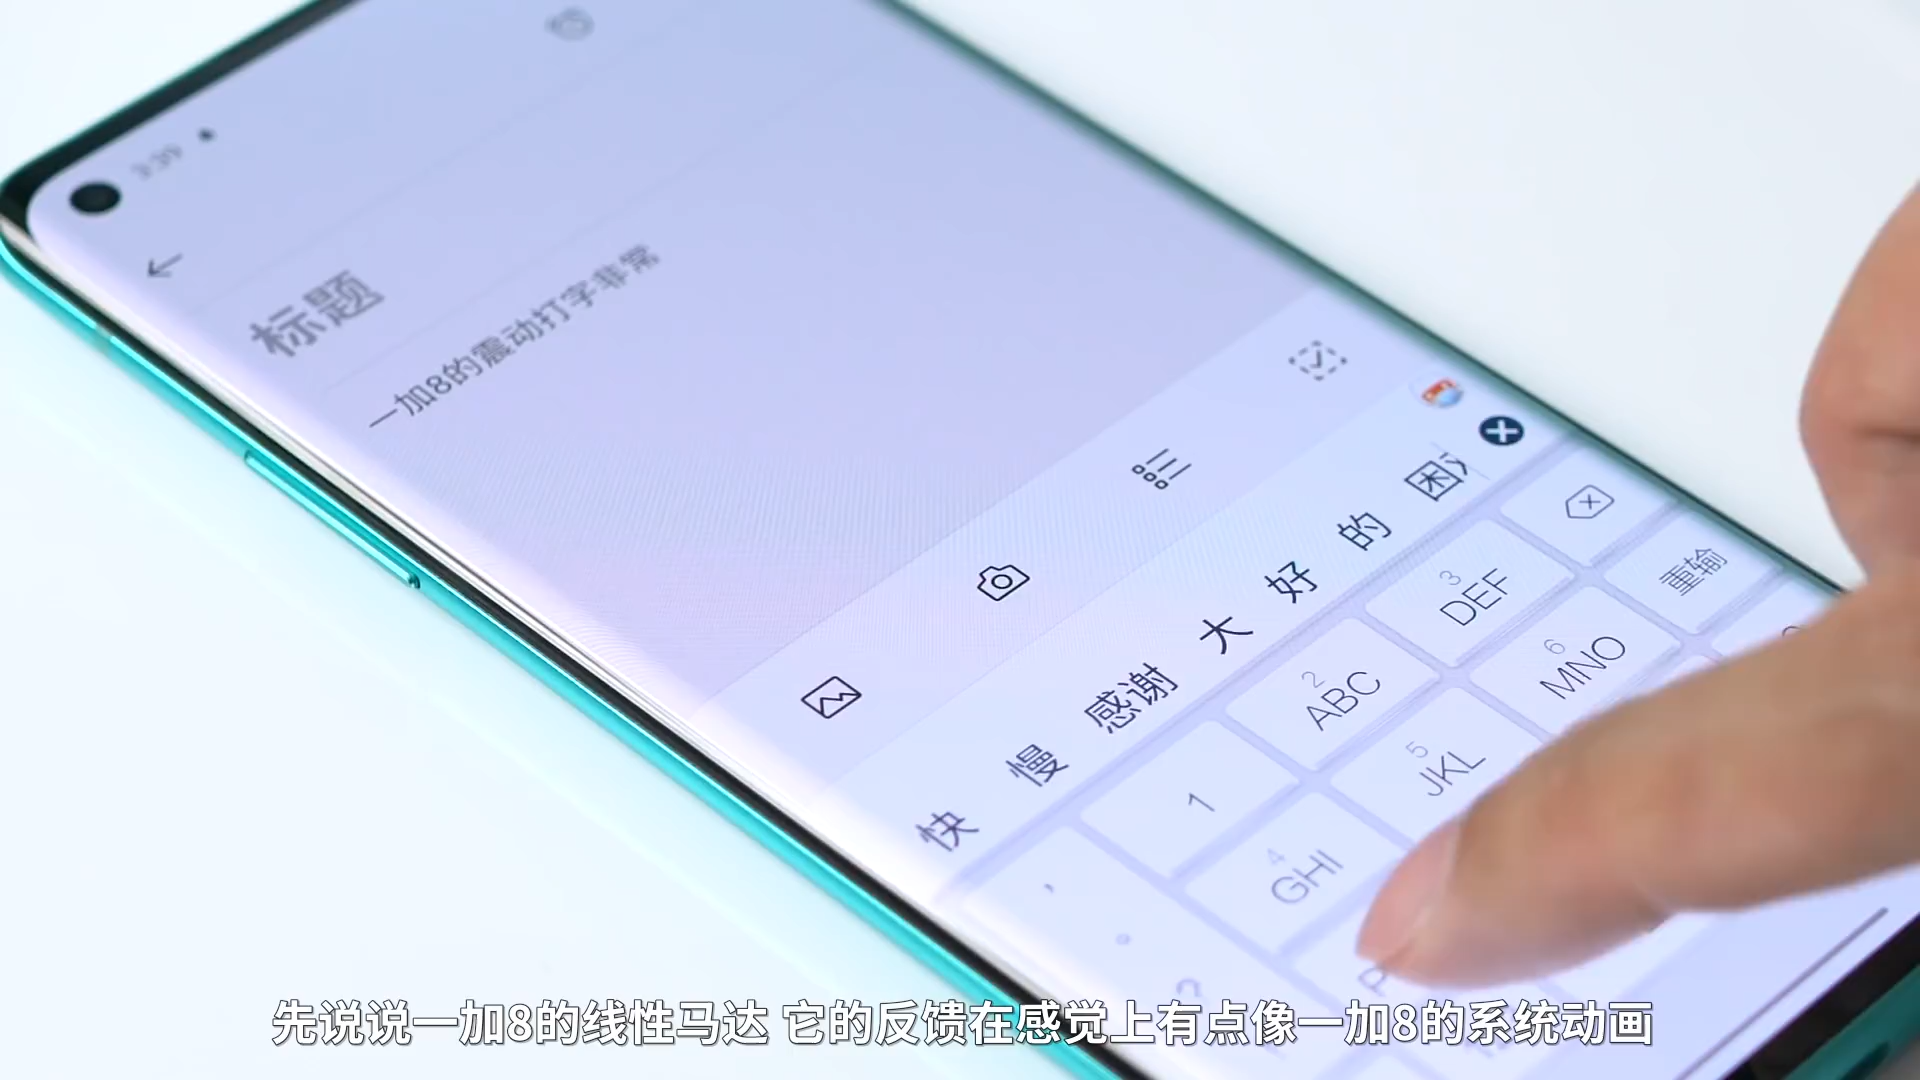 3:39
标题
一加8的震动打字非常
快 慢 感谢 大 好 的 困
1
2 ABC
3 DEF
重输
4 GHI
5 JKL
6 MNO
P
先说说一加8的线性马达 它的反馈在感觉上有点像一加8的系统动画